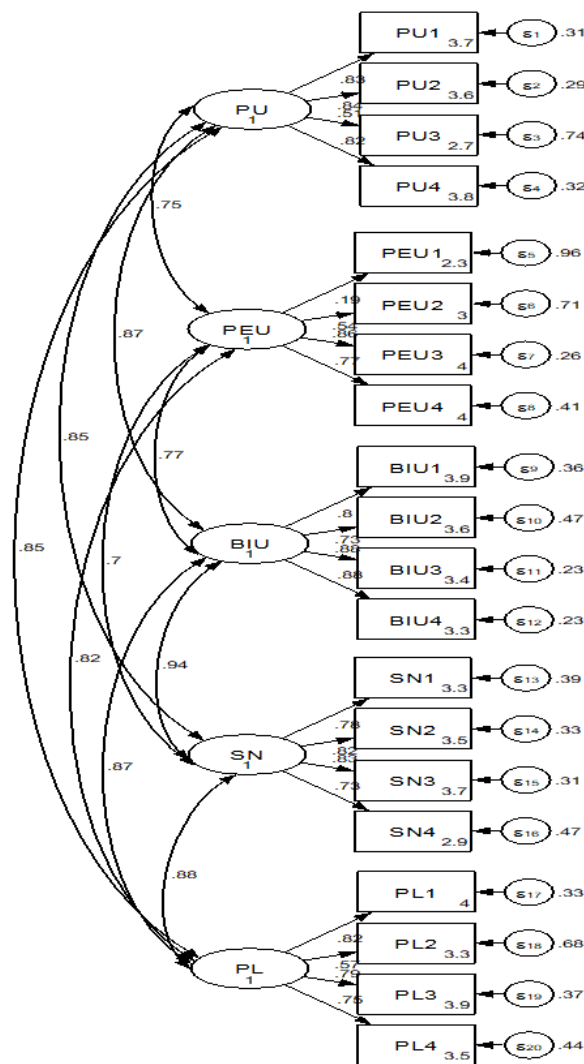 PU1 3.7 ε1 .31
.83
PU2 3.6 ε2 .29
PU 1
.84
.51
PU3 2.7 ε3 .74
.82
PU4 3.8 ε4 .32
.75
PEU1 2.3 ε5 .96
.19
PEU2 3 ε6 .71
PEU 1
.54
.86
PEU3 4 ε7 .26
.87
.77
PEU4 4 ε8 .41
.85
.77
BIU1 3.9 ε9 .36
.8
BIU2 3.6 ε10 .47
BIU 1
.73
.88
BIU3 3.4 ε11 .23
.85
.7
.88
BIU4 3.3 ε12 .23
.82
.94
SN1 3.3 ε13 .39
.78
SN2 3.5 ε14 .33
SN 1
.82
.83
SN3 3.7 ε15 .31
.87
.73
SN4 2.9 ε16 .47
.88
PL1 4 ε17 .33
.82
PL2 3.3 ε18 .68
PL 1
.57
.79
PL3 3.9 ε19 .37
.75
PL4 3.5 ε20 .44